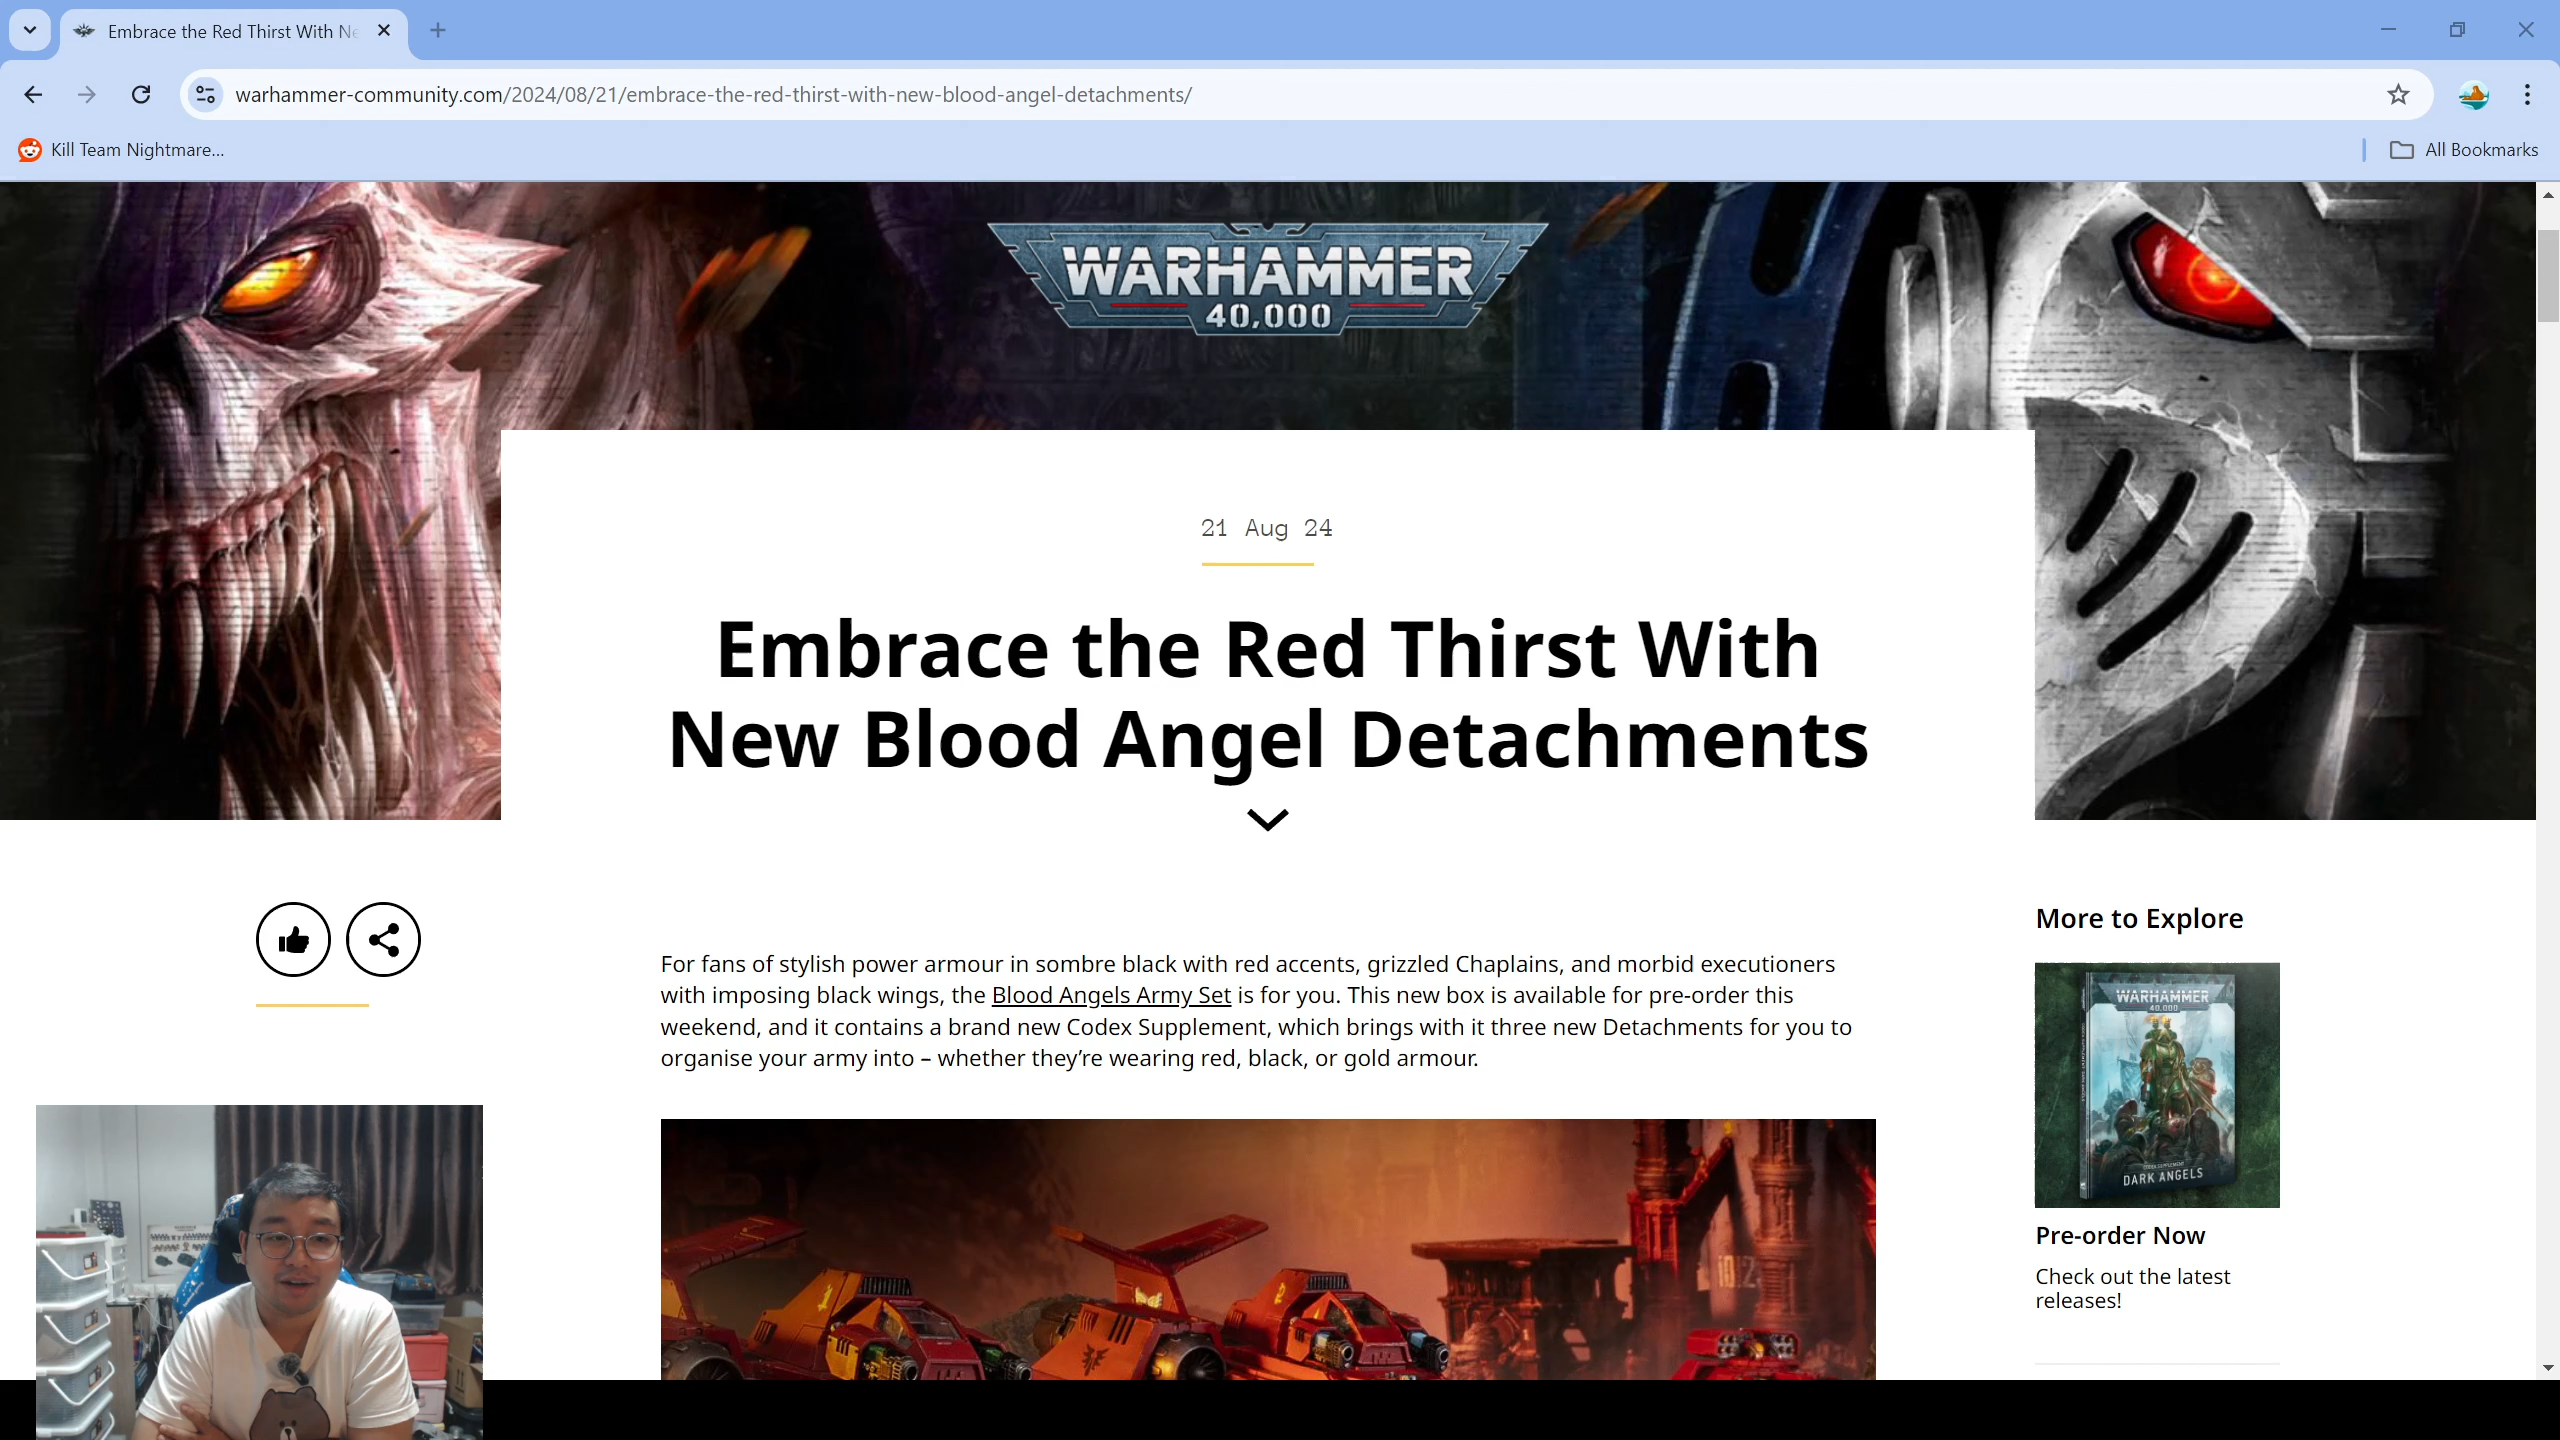 Embrace the Red Thirst With Ne
warhammer-community.com/2024/08/21/embrace-the-red-thirst-with-new-blood-angel-detachments/
Kill Team Nightmare...
All Bookmarks
WARHAMMER
40,000
21 Aug 24
Embrace the Red Thirst With
New Blood Angel Detachments
For fans of stylish power armour in sombre black with red accents, grizzled Chaplains, and morbid executioners
with imposing black wings, the Blood Angels Army Set is for you. This new box is available for pre-order this
weekend, and it contains a brand new Codex Supplement, which brings with it three new Detachments for you to
organise your army into – whether they’re wearing red, black, or gold armour.
More to Explore
WARHAMMER
40,000
CODEX SUPPLEMENT
DARK ANGELS
Pre-order Now
Check out the latest
releases!